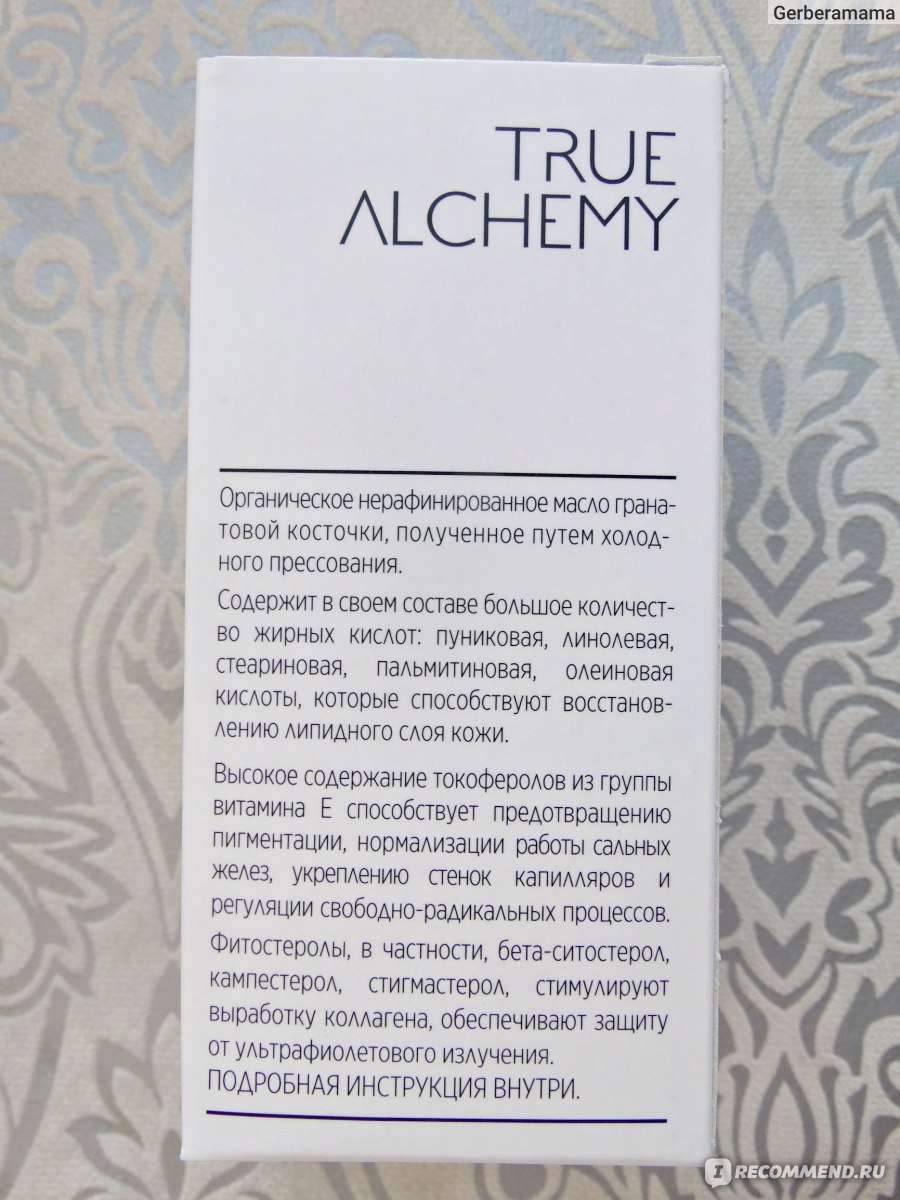 Gerberamama
TRUE
ALCHEMY
Органическое нерафинированное масло грана-
товой косточки, полученное путем холод-
ного прессования.
Содержит в своем составе большое количест-
во жирных кислот: пуниковая, линолевая,
стеариновая, пальмитиновая, олеиновая
кислоты, которые способствуют восстанов-
лению липидного слоя кожи.
Высокое содержание токоферолов из группы
витамина Е способствует предотвращению
пигментации, нормализации работы сальных
желез, укреплению стенок капилляров и
регуляции свободно-радикальных процессов.
Фитостеролы, в частности, бета-ситостерол,
кампестерол, стигмастерол, стимулируют
выработку коллагена, обеспечивают защиту
от ультрафиолетового излучения.
ПОДРОБНАЯ ИНСТРУКЦИЯ ВНУТРИ.
I RECOMMEND.RU